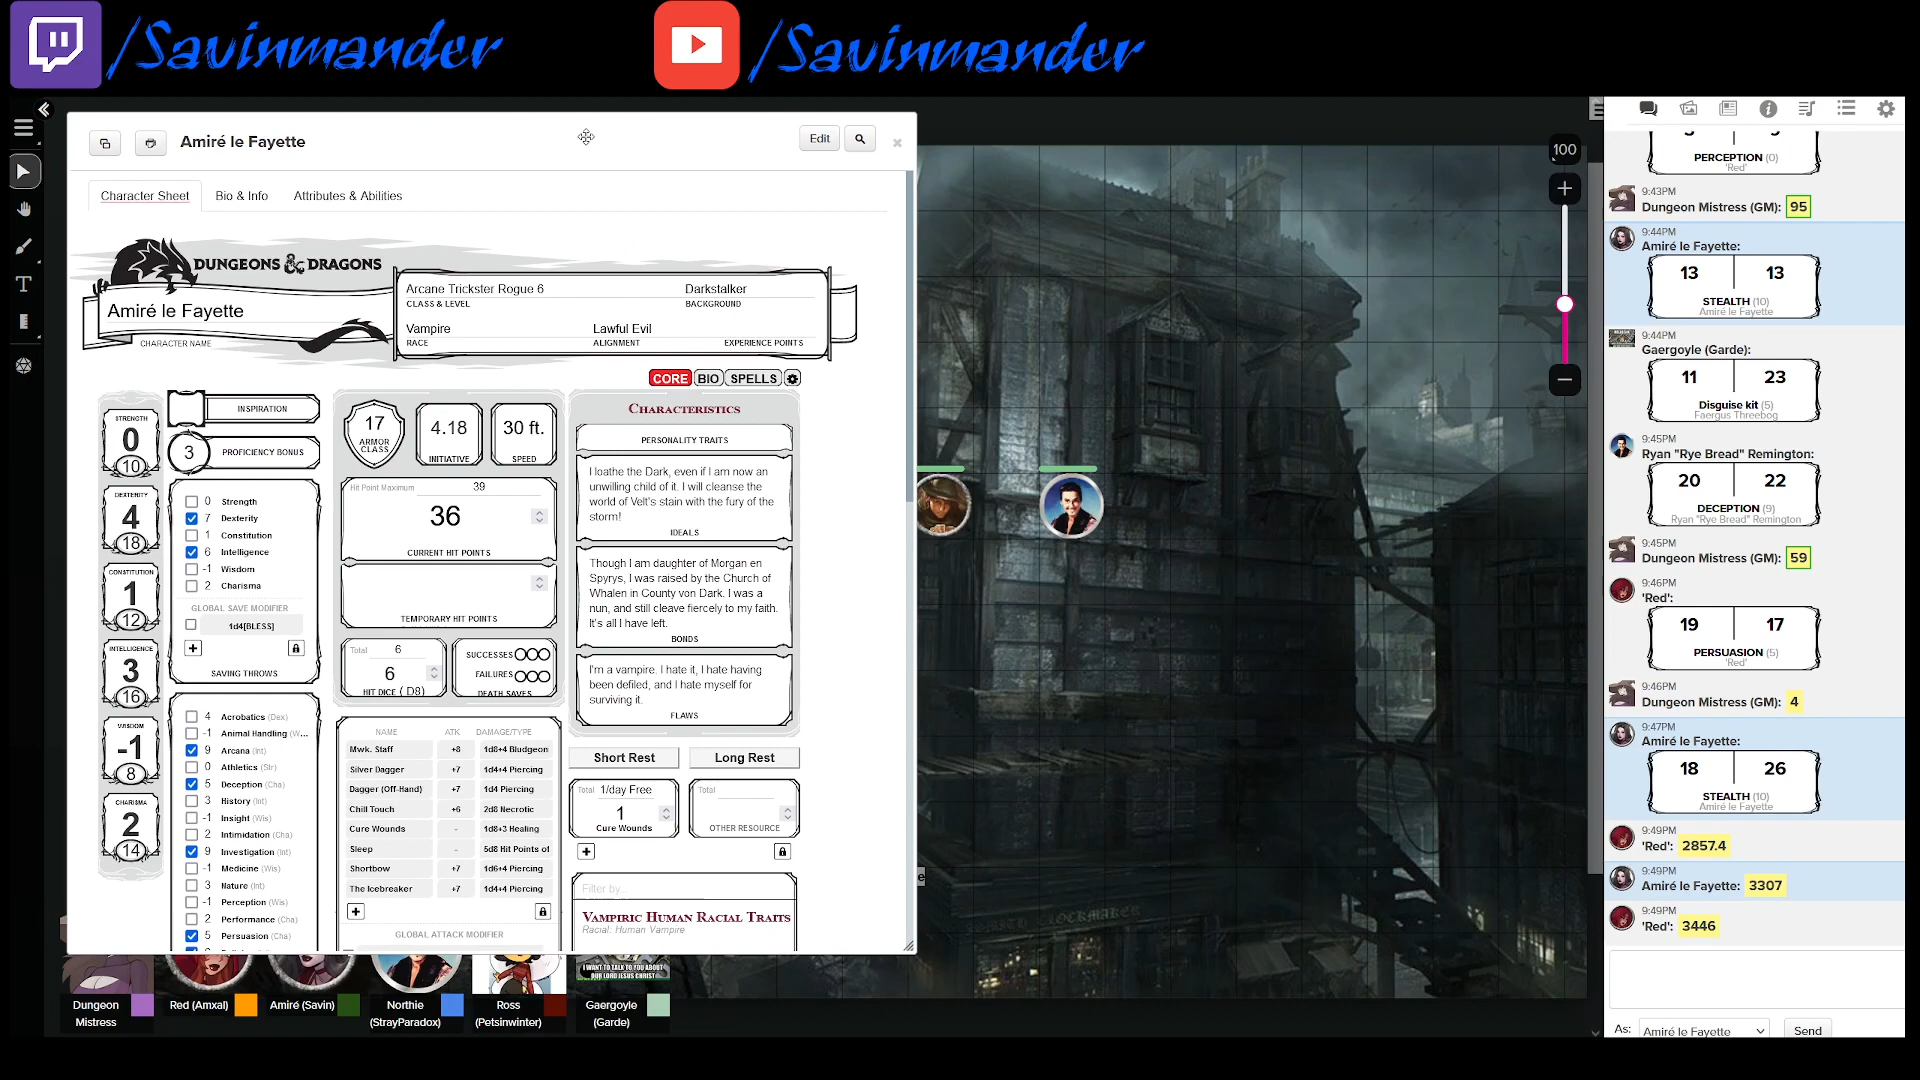 /Savinmander
/Savinmander
Amiré le Fayette
Edit
Character Sheet
Bio & Info
Attributes & Abilities
DUNGEONS & DRAGONS
Amiré le Fayette
CHARACTER NAME
Arcane Trickster Rogue 6
Darkstalker
CLASS & LEVEL
BACKGROUND
Vampire
Lawful Evil
RACE
ALIGNMENT
EXPERIENCE POINTS
CORE
BIO
SPELLS
STRENGTH
0
10
DEXTERITY
4
18
CONSTITUTION
1
12
INTELLIGENCE
3
16
WISDOM
-1
8
CHARISMA
2
14
INSPIRATION
3
PROFICIENCY BONUS
0 Strength
7 Dexterity
1 Constitution
6 Intelligence
-1 Wisdom
2 Charisma
GLOBAL SAVE MODIFIER
1d4[BLESS]
SAVING THROWS
4 Acrobatics (Dex)
-1 Animal Handling (W...
9 Arcana (Int)
0 Athletics (Str)
5 Deception (Cha)
3 History (Int)
-1 Insight (Wis)
2 Intimidation (Cha)
9 Investigation (Int)
-1 Medicine (Wis)
3 Nature (Int)
-1 Perception (Wis)
2 Performance (Cha)
5 Persuasion (Cha)
17
ARMOR
CLASS
4.18
INITIATIVE
30 ft.
SPEED
Hit Point Maximum 39
36
CURRENT HIT POINTS
TEMPORARY HIT POINTS
Total 6
6
HIT DICE ( D8)
SUCCESSES
FAILURES
DEATH SAVES
NAME ATK DAMAGE/TYPE
Mwk. Staff +8 1d8+4 Bludgeon
Silver Dagger +7 1d4+4 Piercing
Dagger (Off-Hand) +7 1d4 Piercing
Chill Touch +6 2d8 Necrotic
Cure Wounds - 1d8+3 Healing
Sleep - 5d8 Hit Points of
Shortbow +7 1d6+4 Piercing
The Icebreaker +7 1d4+4 Piercing
GLOBAL ATTACK MODIFIER
CHARACTERISTICS
PERSONALITY TRAITS
I loathe the Dark, even if I am now an
unwilling child of it. I will cleanse the
world of Velt's stain with the fury of the
storm!
IDEALS
Though I am daughter of Morgan en
Spyrys, I was raised by the Church of
Whalen in County von Dark. I was a
nun, and still cleave fiercely to my faith.
It's all I have left.
BONDS
I'm a vampire. I hate it, I hate having
been defiled, and I hate myself for
surviving it.
FLAWS
Short Rest
Long Rest
Total 1/day Free
1
Cure Wounds
Total
OTHER RESOURCE
Filter by...
VAMPIRIC HUMAN RACIAL TRAITS
Racial: Human Vampire
100
CLOCKMAKER
e
I WANT TO TALK TO YOU ABOUT
OUR LORD JESUS CHRIST
Dungeon
Mistress
Red (Amxal)
Amiré (Savin)
Northie
(StrayParadox)
Ross
(Petsinwinter)
Gaergoyle
(Garde)
PERCEPTION (0)
'Red'
9:43PM
Dungeon Mistress (GM): 95
9:44PM
Amiré le Fayette:
13 13
STEALTH (10)
Amiré le Fayette
9:44PM
Gaergoyle (Garde):
11 23
Disguise kit (5)
Faergus Threebog
9:45PM
Ryan "Rye Bread" Remington:
20 22
DECEPTION (9)
Ryan "Rye Bread" Remington
9:45PM
Dungeon Mistress (GM): 59
9:46PM
'Red':
19 17
PERSUASION (5)
'Red'
9:46PM
Dungeon Mistress (GM): 4
9:47PM
Amiré le Fayette:
18 26
STEALTH (10)
Amiré le Fayette
9:49PM
'Red': 2857.4
9:49PM
Amiré le Fayette: 3307
9:49PM
'Red': 3446
As: Amiré le Fayette
Send